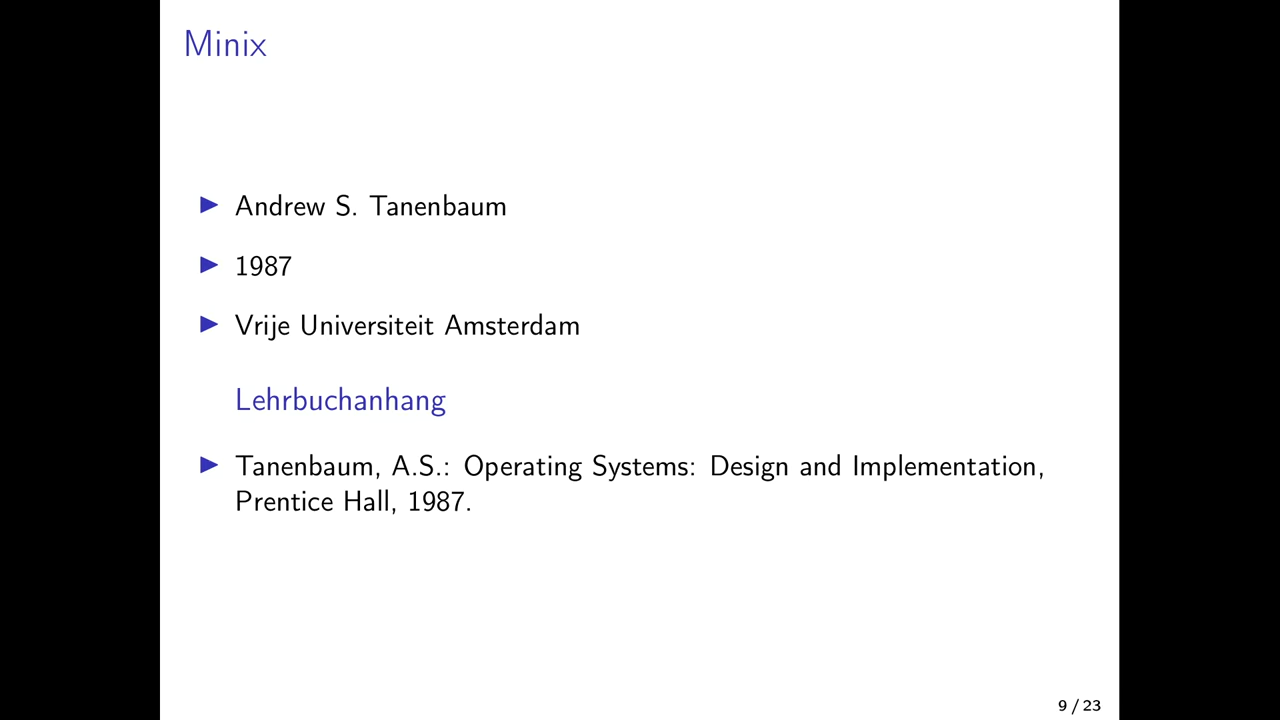 Minix
Andrew S. Tanenbaum
1987
Vrije Universiteit Amsterdam
Lehrbuchanhang
Tanenbaum, A.S.: Operating Systems: Design and Implementation,
Prentice Hall, 1987.
9 / 23